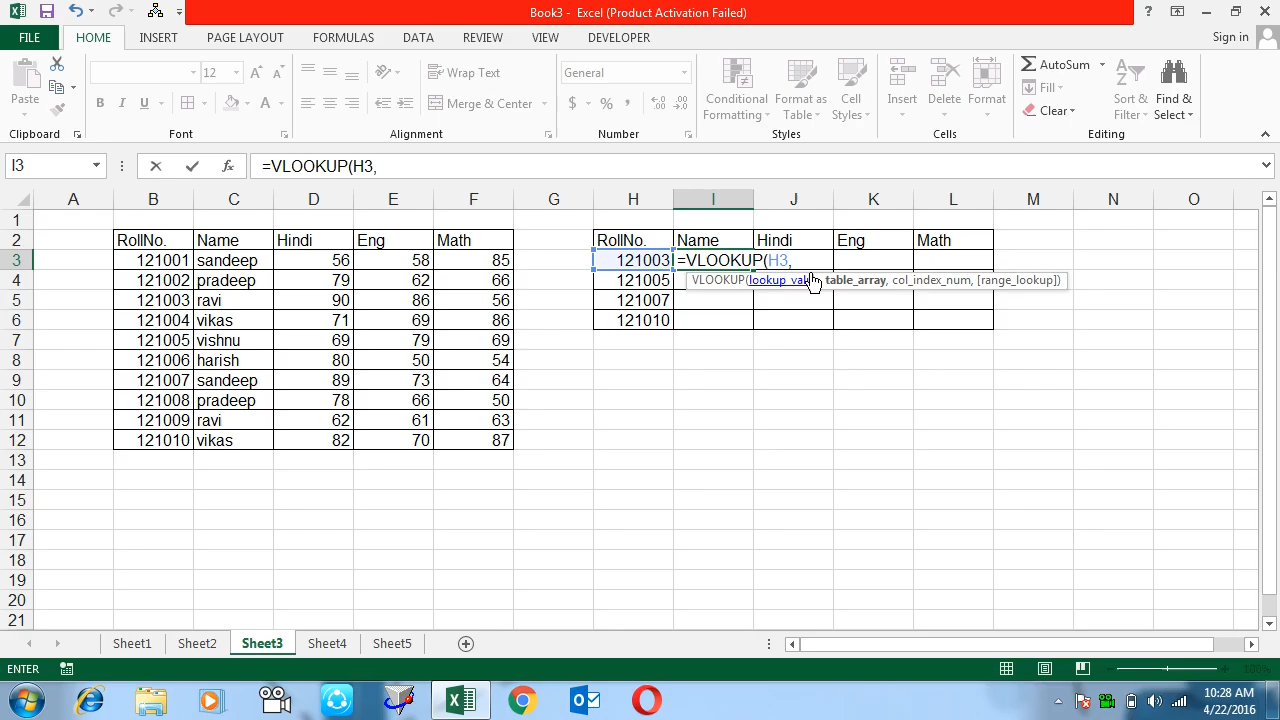 Book3 - Excel (Product Activation Failed)
FILE HOME INSERT PAGE LAYOUT FORMULAS DATA REVIEW VIEW DEVELOPER Sign in
Paste
12
Wrap Text
General
Conditional Formatting
Format as Table
Cell Styles
Insert
Delete
Format
AutoSum
Fill
Clear
Sort & Filter
Find & Select
B I U
Merge & Center
$ % ,
Clipboard Font Alignment Number Styles Cells Editing
I3 fx =VLOOKUP(H3,
A B C D E F G H I J K L M N O
1
2 RollNo. Name Hindi Eng Math RollNo. Name Hindi Eng Math
3 121001 sandeep 56 58 85 121003 =VLOOKUP(H3,
4 121002 pradeep 79 62 66 121005 VLOOKUP( table_array, col_index_num, [range_lookup])
5 121003 ravi 90 86 56 121007
6 121004 vikas 71 69 86 121010
7 121005 vishnu 69 79 69
8 121006 harish 80 50 54
9 121007 sandeep 89 73 64
10 121008 pradeep 78 66 50
11 121009 ravi 62 61 63
12 121010 vikas 82 70 87
13
14
15
16
17
18
19
20
21
Sheet1 Sheet2 Sheet3 Sheet4 Sheet5
ENTER 100%
10:28 AM
4/22/2016